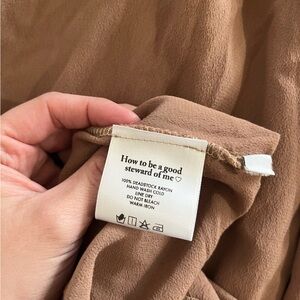 How to be a good
steward of me ♡
100% DEADSTOCK RAYON
HAND WASH COLD
LINE DRY
DO NOT BLEACH
WARM IRON